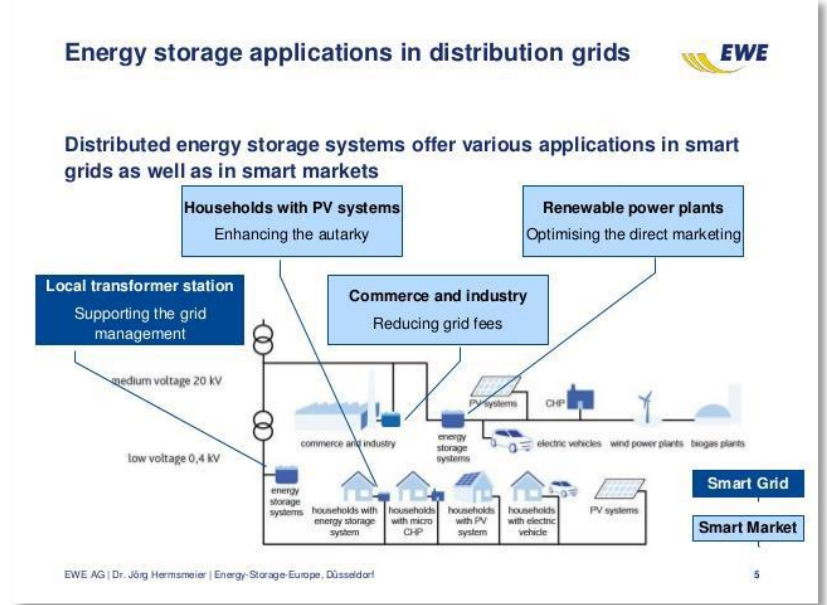 Energy storage applications in distribution grids
EWE
Distributed energy storage systems offer various applications in smart
grids as well as in smart markets
Households with PV systems
Enhancing the autarky
Renewable power plants
Optimising the direct marketing
Local transformer station
Supporting the grid
management
Commerce and industry
Reducing grid fees
medium voltage 20 kV
PV systems
CHP
commerce and industry
energy
storage
systems
electric vehicles
wind power plants
biogas plants
low voltage 0,4 kV
energy
storage
systems
households with
energy storage
system
households
with micro
CHP
households
with PV
system
households
with electric
vehicle
PV systems
Smart Grid
Smart Market
EWE AG | Dr. Jörg Hermsmeier | Energy-Storage-Europe, Düsseldorf
5